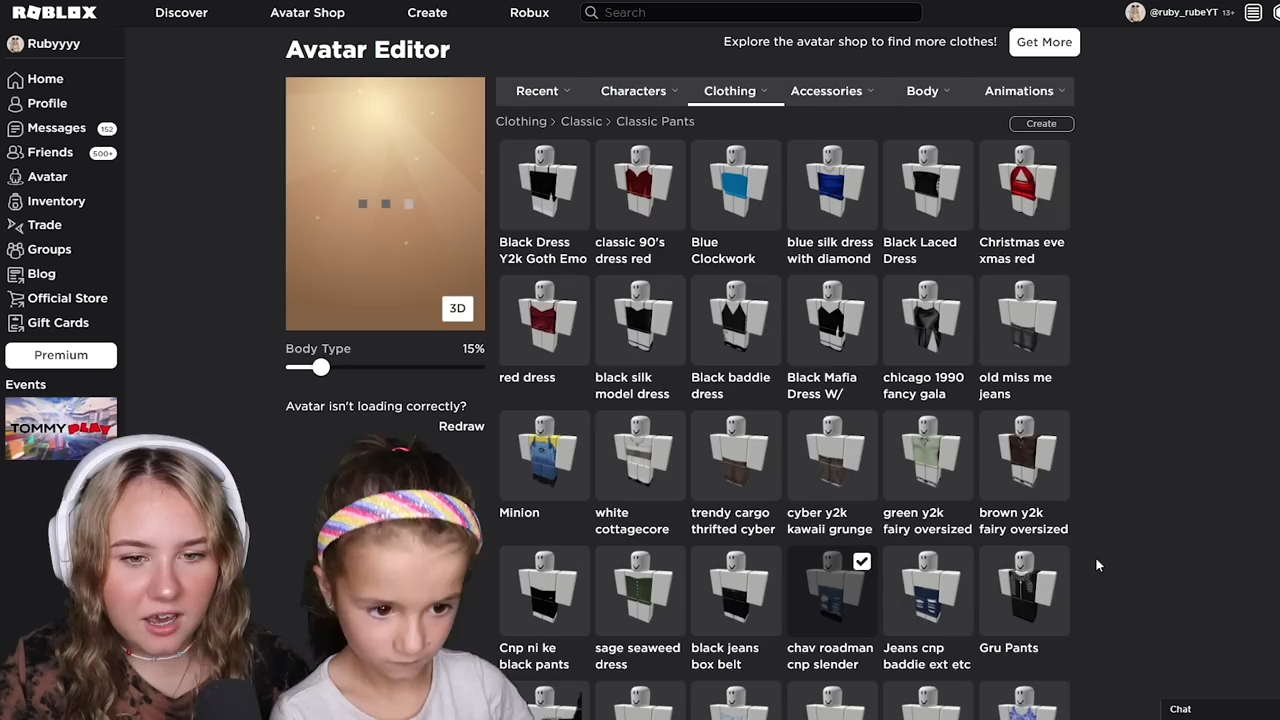 ROBLOX
Discover
Avatar Shop
Create
Robux
Search
@ruby_rubeYT
13+
Rubyyyy
Home
Profile
Messages
152
Friends
500+
Avatar
Inventory
Trade
Groups
Blog
Official Store
Gift Cards
Premium
Events
TOMMY PLAY
Avatar Editor
Explore the avatar shop to find more clothes!
Get More
3D
Body Type
15%
Avatar isn't loading correctly?
Redraw
Recent
Characters
Clothing
Accessories
Body
Animations
Clothing > Classic > Classic Pants
Create
Black Dress
Y2k Goth Emo
classic 90's
dress red
Blue
Clockwork
blue silk dress
with diamond
Black Laced
Dress
Christmas eve
xmas red
red dress
black silk
model dress
Black baddie
dress
Black Mafia
Dress W/
chicago 1990
fancy gala
old miss me
jeans
Minion
white
cottagecore
trendy cargo
thrifted cyber
cyber y2k
kawaii grunge
green y2k
fairy oversized
brown y2k
fairy oversized
Cnp ni ke
black pants
sage seaweed
dress
black jeans
box belt
chav roadman
cnp slender
Jeans cnp
baddie ext etc
Gru Pants
Chat